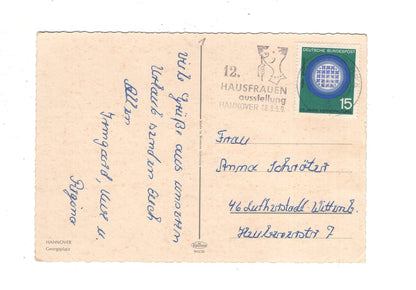 Viele Grüße aus unserem
Urlaub senden Euch
Allen
Irmgard, Uwe u.
Regina
HANNOVER
Georgsplatz
12.
HAUSFRAUEN
ausstellung
HANNOVER
DEUTSCHE BUNDESPOST
15
Frau
Anna Schröter
46 Lutherstadt Wittenb.
7